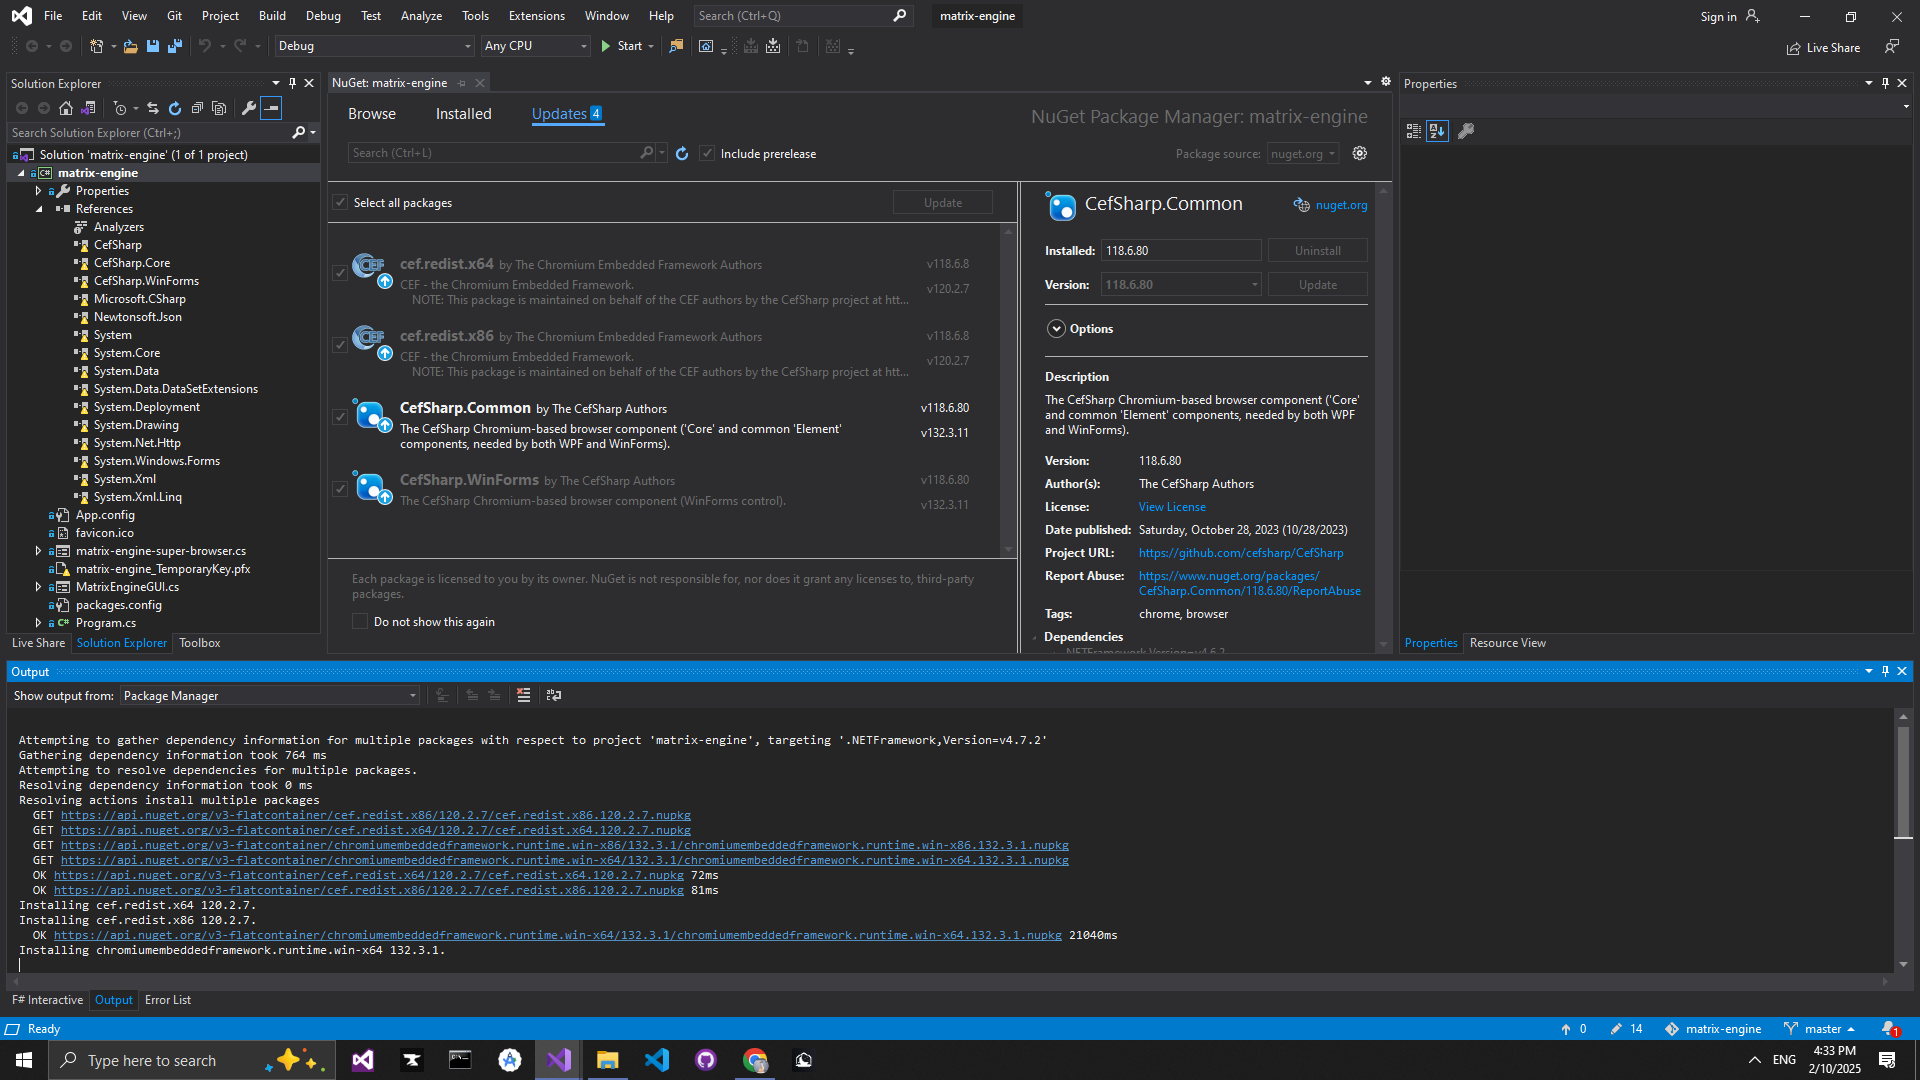 File Edit View Git Project Build Debug Test Analyze Tools Extensions Window Help Search (Ctrl+Q) matrix-engine Sign in
Debug Any CPU Start Live Share
Solution Explorer
Search Solution Explorer (Ctrl+;)
Solution 'matrix-engine' (1 of 1 project)
matrix-engine
Properties
References
Analyzers
CefSharp
CefSharp.Core
CefSharp.WinForms
Microsoft.CSharp
Newtonsoft.Json
System
System.Core
System.Data
System.Data.DataSetExtensions
System.Deployment
System.Drawing
System.Net.Http
System.Windows.Forms
System.Xml
System.Xml.Linq
App.config
favicon.ico
matrix-engine-super-browser.cs
matrix-engine_TemporaryKey.pfx
MatrixEngineGUI.cs
packages.config
Program.cs
Live Share Solution Explorer Toolbox
NuGet: matrix-engine
Browse Installed Updates 4
NuGet Package Manager: matrix-engine
Search (Ctrl+L) Include prerelease Package source: nuget.org
Select all packages Update
cef.redist.x64 by The Chromium Embedded Framework Authors v118.6.8
CEF - the Chromium Embedded Framework. v120.2.7
NOTE: This package is maintained on behalf of the CEF authors by the CefSharp project at htt...
cef.redist.x86 by The Chromium Embedded Framework Authors v118.6.8
CEF - the Chromium Embedded Framework. v120.2.7
NOTE: This package is maintained on behalf of the CEF authors by the CefSharp project at htt...
CefSharp.Common by The CefSharp Authors v118.6.80
The CefSharp Chromium-based browser component ('Core' and common 'Element' v132.3.11
components, needed by both WPF and WinForms).
CefSharp.WinForms by The CefSharp Authors v118.6.80
The CefSharp Chromium-based browser component (WinForms control). v132.3.11
Each package is licensed to you by its owner. NuGet is not responsible for, nor does it grant any licenses to, third-party
packages.
Do not show this again
CefSharp.Common nuget.org
Installed: 118.6.80 Uninstall
Version: 118.6.80 Update
Options
Description
The CefSharp Chromium-based browser component ('Core'
and common 'Element' components, needed by both WPF
and WinForms).
Version: 118.6.80
Author(s): The CefSharp Authors
License: View License
Date published: Saturday, October 28, 2023 (10/28/2023)
Project URL: https://github.com/cefsharp/CefSharp
Report Abuse: https://www.nuget.org/packages/
CefSharp.Common/118.6.80/ReportAbuse
Tags: chrome, browser
Dependencies
.NETFramework,Version=v4.6.2
Properties
Properties Resource View
Output
Show output from: Package Manager
Attempting to gather dependency information for multiple packages with respect to project 'matrix-engine', targeting '.NETFramework,Version=v4.7.2'
Gathering dependency information took 764 ms
Attempting to resolve dependencies for multiple packages.
Resolving dependency information took 0 ms
Resolving actions install multiple packages
GET https://api.nuget.org/v3-flatcontainer/cef.redist.x86/120.2.7/cef.redist.x86.120.2.7.nupkg
GET https://api.nuget.org/v3-flatcontainer/cef.redist.x64/120.2.7/cef.redist.x64.120.2.7.nupkg
GET https://api.nuget.org/v3-flatcontainer/chromiumembeddedframework.runtime.win-x86/132.3.1/chromiumembeddedframework.runtime.win-x86.132.3.1.nupkg
GET https://api.nuget.org/v3-flatcontainer/chromiumembeddedframework.runtime.win-x64/132.3.1/chromiumembeddedframework.runtime.win-x64.132.3.1.nupkg
OK https://api.nuget.org/v3-flatcontainer/cef.redist.x64/120.2.7/cef.redist.x64.120.2.7.nupkg 72ms
OK https://api.nuget.org/v3-flatcontainer/cef.redist.x86/120.2.7/cef.redist.x86.120.2.7.nupkg 81ms
Installing cef.redist.x64 120.2.7.
Installing cef.redist.x86 120.2.7.
OK https://api.nuget.org/v3-flatcontainer/chromiumembeddedframework.runtime.win-x64/132.3.1/chromiumembeddedframework.runtime.win-x64.132.3.1.nupkg 21040ms
Installing chromiumembeddedframework.runtime.win-x64 132.3.1.
F# Interactive Output Error List
Ready 0 14 matrix-engine master 1
Type here to search ENG 4:33 PM
2/10/2025